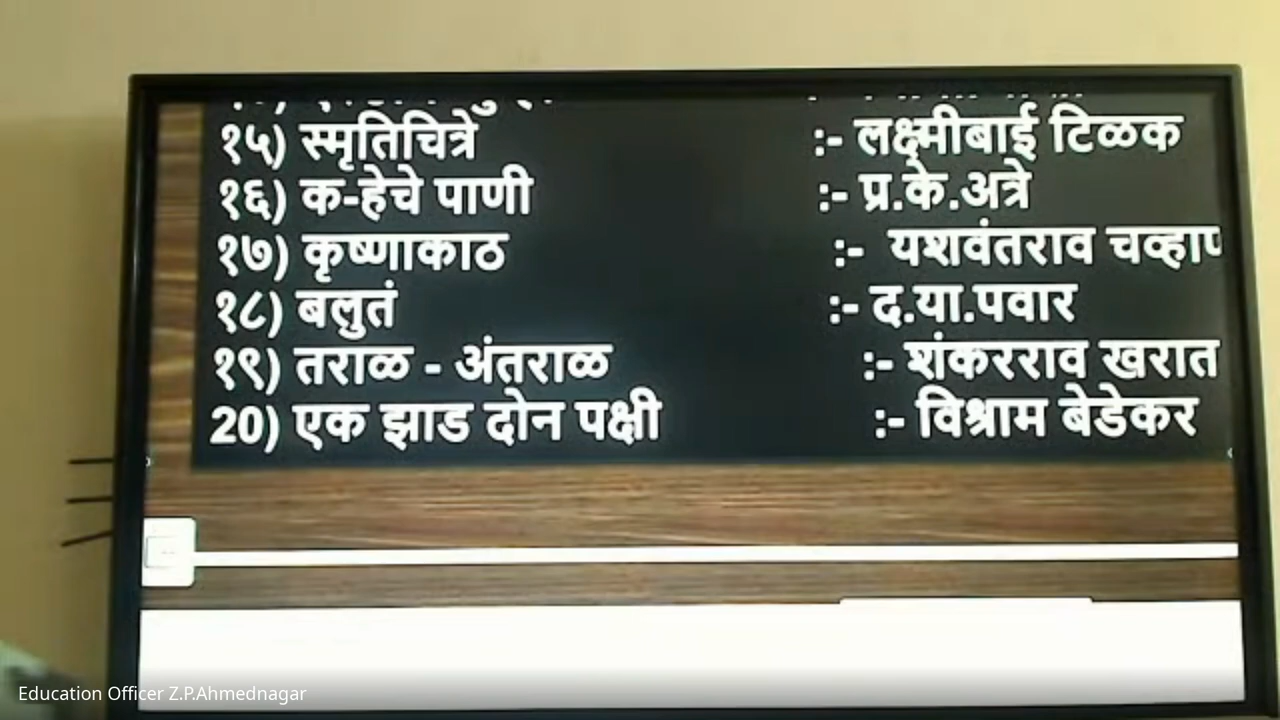 १५) स्मृतिचित्रे :- लक्ष्मीबाई टिळक
१६) क-हेचे पाणी :- प्र.के.अत्रे
१७) कृष्णाकाठ :- यशवंतराव
१८) बलुतं :- द.या.पवार
१९) तराळ - अंतराळ :- शंकरराव खरात
20) एक झाड दोन पक्षी :- विश्राम बेडेकर
Education Officer Z.P.Ahmednagar